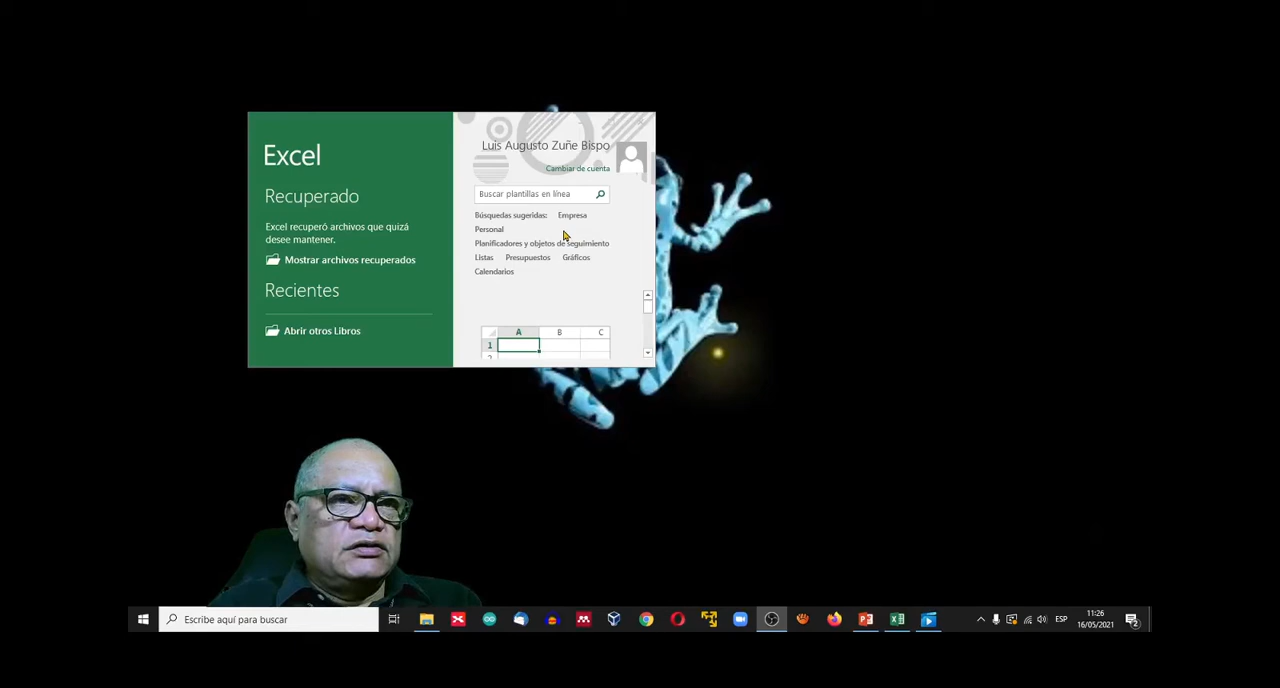 Excel
Recuperado
Excel recuperó archivos que quizá
desee mantener.
Mostrar archivos recuperados
Recientes
Abrir otros Libros
Luis Augusto Zuñe Bispo
Cambiar de cuenta
Buscar plantillas en línea
Búsquedas sugeridas: Empresa
Personal
Planificadores y objetos de seguimiento
Listas Presupuestos Gráficos
Calendarios
A B C
1
2
Escribe aquí para buscar
ESP
11:26
16/05/2021
2